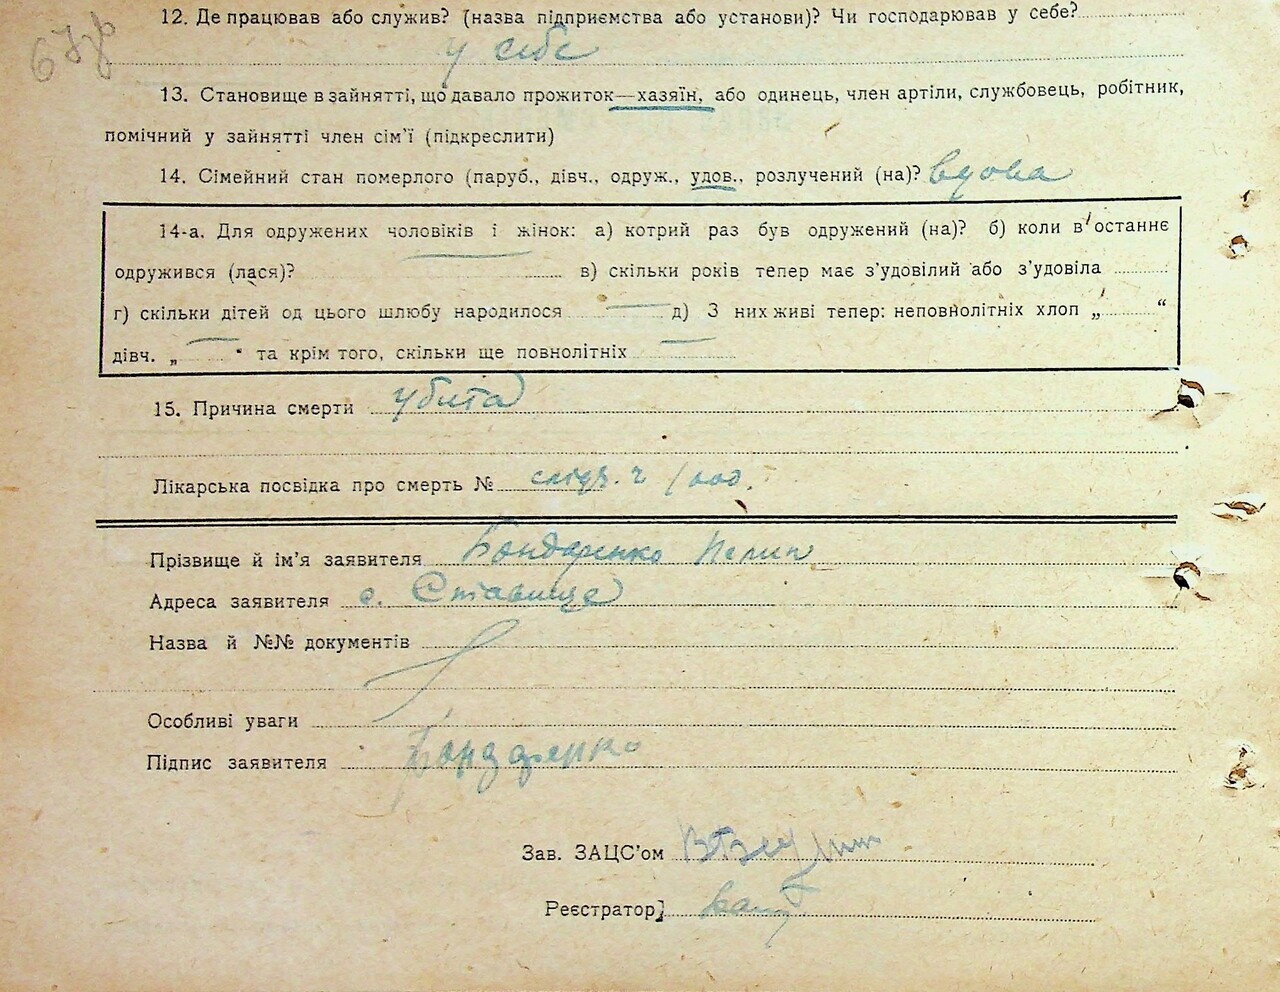 67зв
12. Де працював або служив? (назва підприємства або установи)? Чи господарював у себе?
у себе
13. Становище в зайнятті, що давало прожиток—хазяїн, або одинець, член артіли, службовець, робітник,
помічний у зайнятті член сім'ї (підкреслити)
14. Сімейний стан померлого (паруб., дівч., одруж., удов., розлучений (на)? вдова
14-а. Для одружених чоловіків і жінок: а) котрий раз був одружений (на)? б) коли в останнє
одружився (лася)? в) скільки років тепер має з'удовілий або з'удовіла
г) скільки дітей од цього шлюбу народилося д) З них живі тепер: неповнолітніх хлоп „ “
дівч. „ “ та крім того, скільки ще повнолітніх
15. Причина смерти убита
Лікарська посвідка про смерть №
Прізвище й ім'я заявителя Бондаренко
Адреса заявителя с. Ставище
Назва й №№ документів
Особливі уваги
Підпис заявителя Бондаренко
Зав. ЗАЦС'ом
Реєстратор